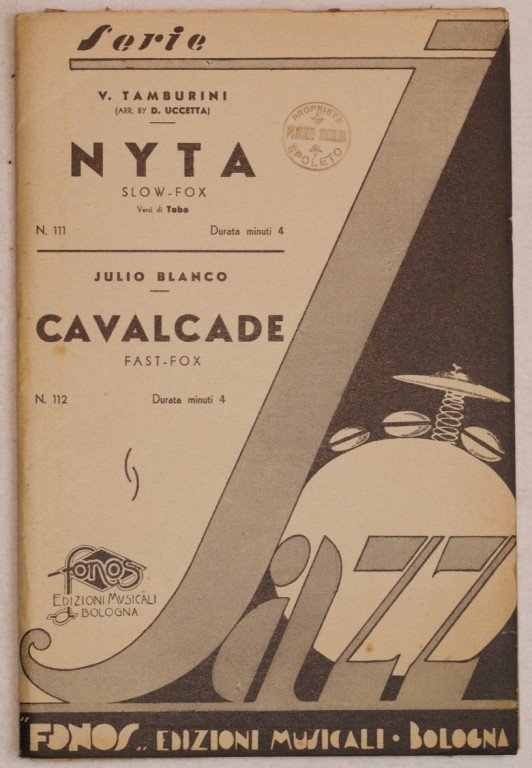 Serie
V. TAMBURINI
(ARR. BY D. UCCETTA)
NYTA
SLOW-FOX
Versi di Taba
N. 111 Durata minuti 4
PROPRIETÀ
SPOLETO
JULIO BLANCO
CAVALCADE
FAST-FOX
N. 112 Durata minuti 4
Jazz
fonos
EDIZIONI MUSICALI
BOLOGNA
"FONOS„ EDIZIONI MUSICALI • BOLOGNA